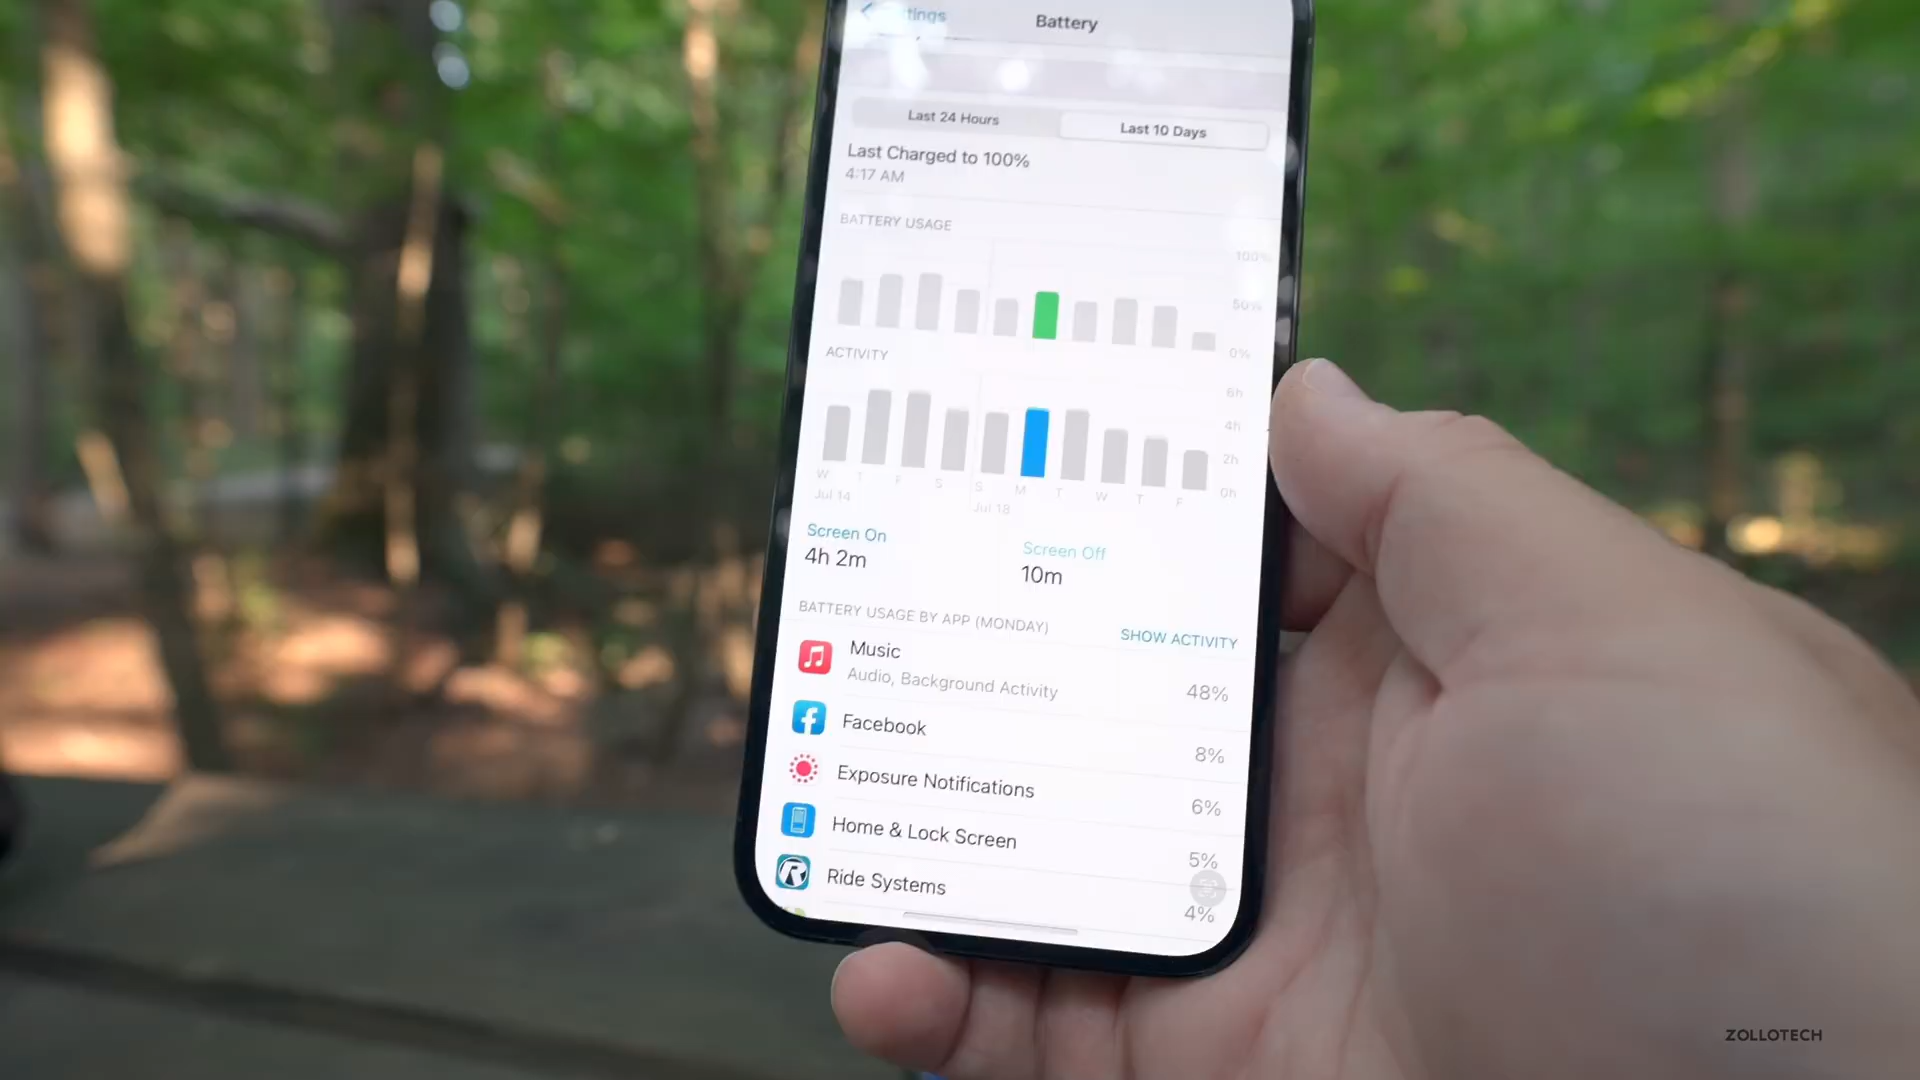 tings
Battery
Last 24 Hours
Last 10 Days
Last Charged to 100%
4:17 AM
BATTERY USAGE
100%
50%
0%
ACTIVITY
6h
4h
2h
0h
W T F S S M T W T F
Jul 14
Jul 18
Screen On
4h 2m
Screen Off
10m
BATTERY USAGE BY APP (MONDAY)
SHOW ACTIVITY
Music
Audio, Background Activity
48%
Facebook
8%
Exposure Notifications
6%
Home & Lock Screen
5%
Ride Systems
4%
ZOLLOTECH